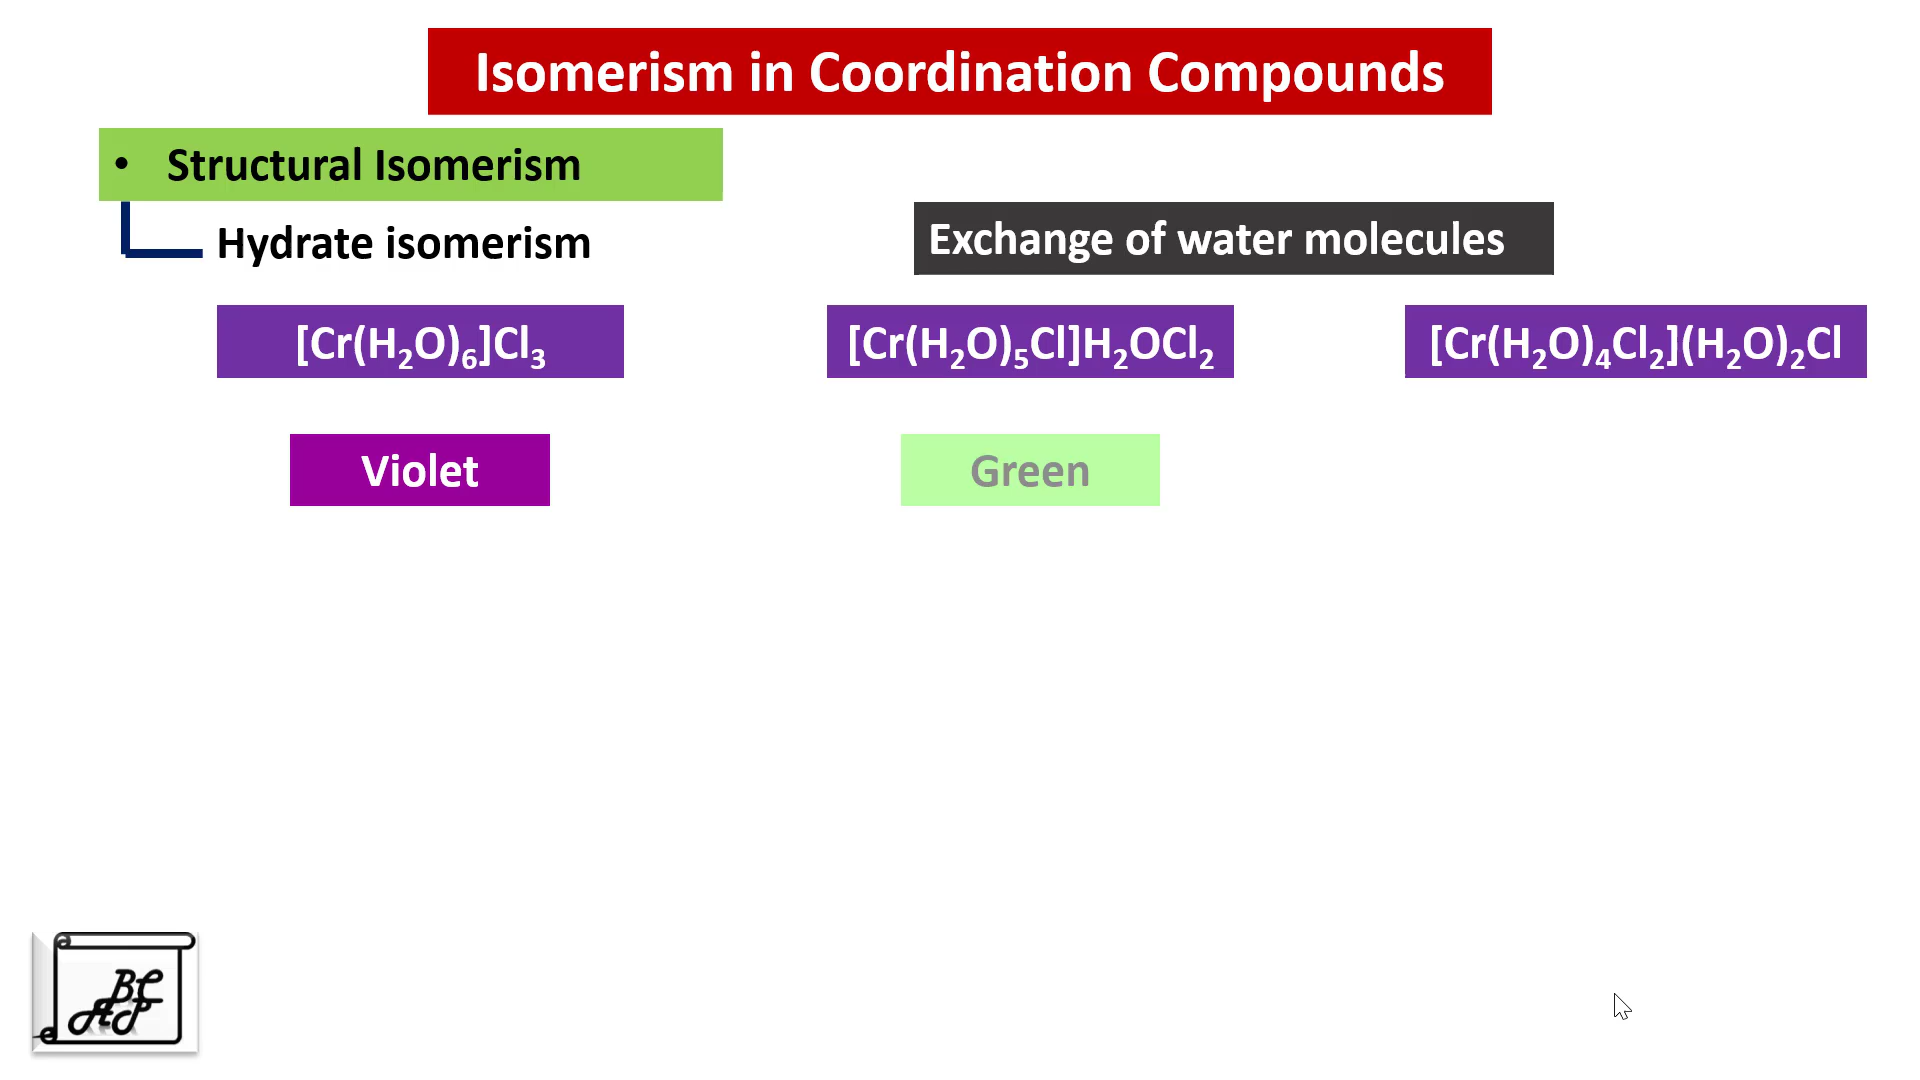 Isomerism in Coordination Compounds
• Structural Isomerism
Hydrate isomerism
Exchange of water molecules
[Cr(H₂O)₆]Cl₃
[Cr(H₂O)₅Cl]H₂OCl₂
[Cr(H₂O)₄Cl₂](H₂O)₂Cl
Violet
Green